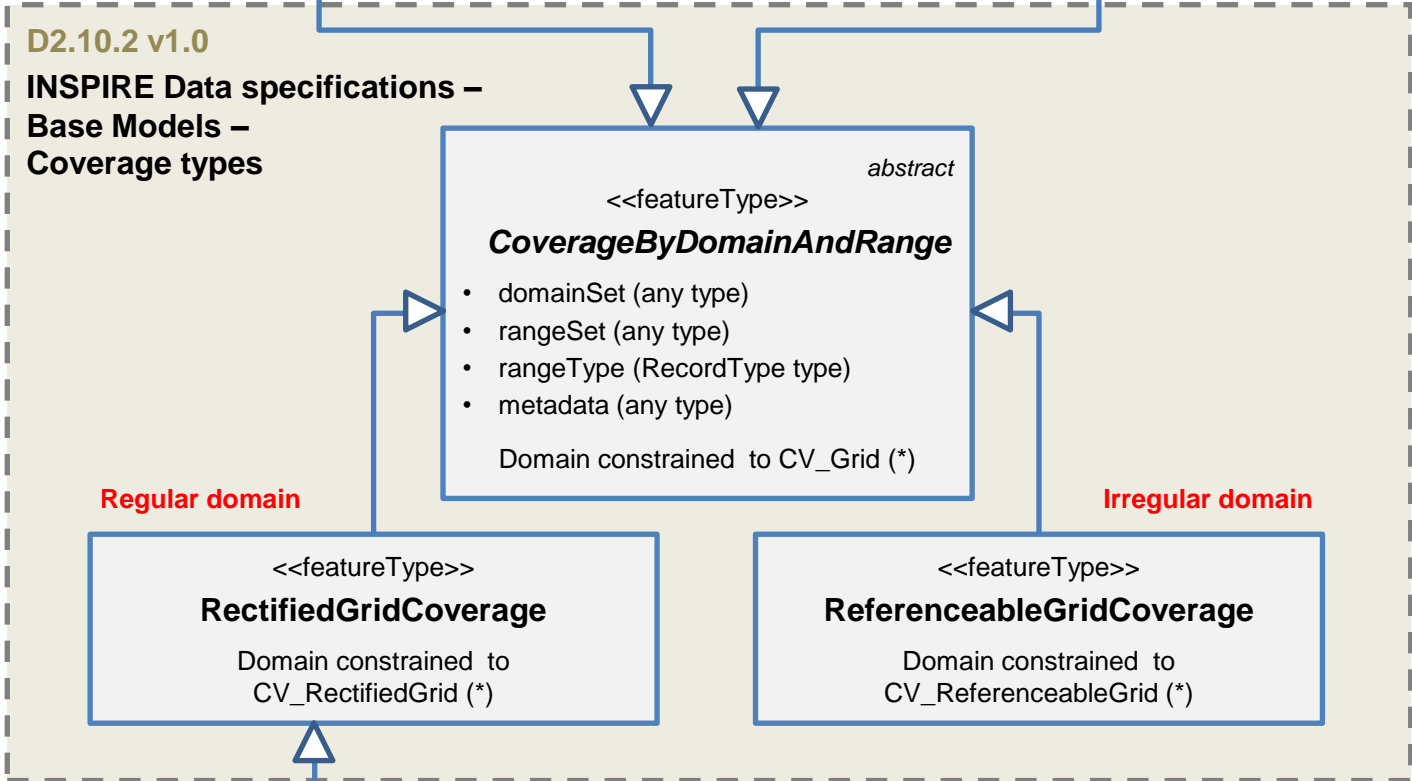 D2.10.2 v1.0
INSPIRE Data specifications –
Base Models –
Coverage types
abstract
<<featureType>>
CoverageByDomainAndRange
• domainSet (any type)
• rangeSet (any type)
• rangeType (RecordType type)
• metadata (any type)
Domain constrained to CV_Grid (*)
Regular domain
Irregular domain
<<featureType>>
RectifiedGridCoverage
Domain constrained to
CV_RectifiedGrid (*)
<<featureType>>
ReferenceableGridCoverage
Domain constrained to
CV_ReferenceableGrid (*)